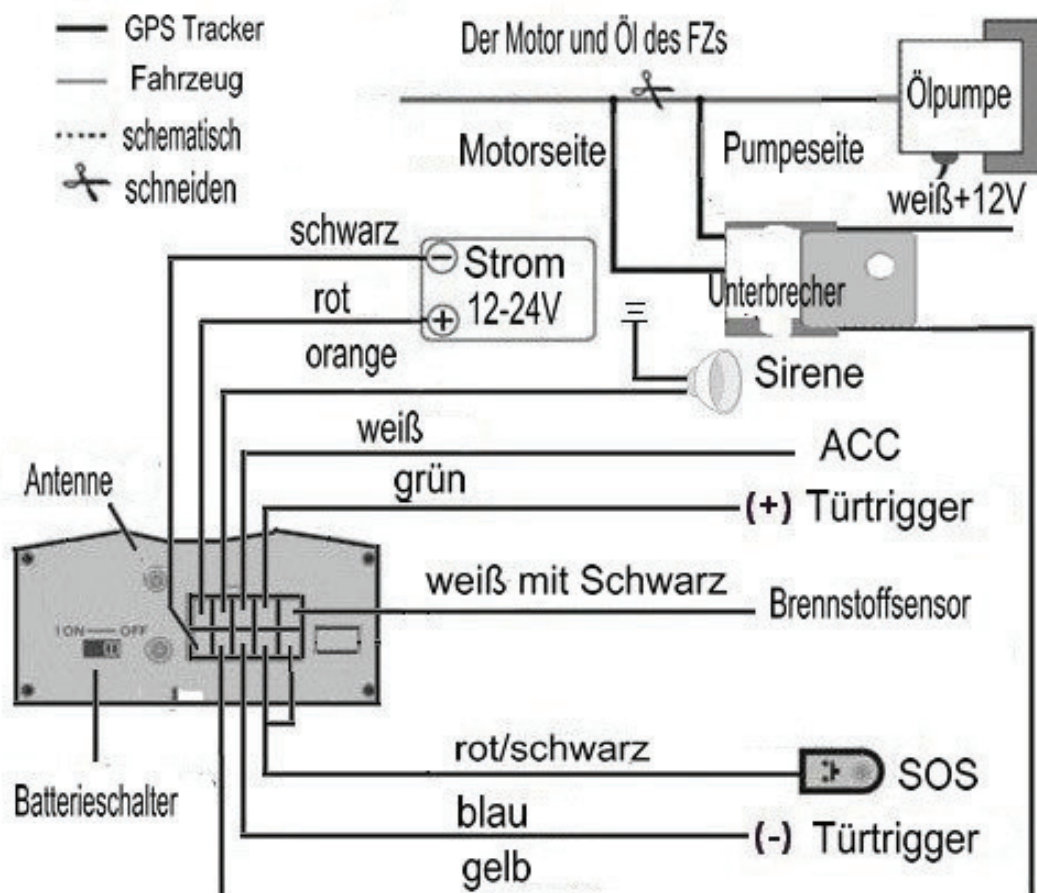 GPS Tracker
Fahrzeug
schematisch
schneiden
Der Motor und Öl des FZs
Ölpumpe
Motorseite
Pumpeseite
weiß+12V
schwarz
Strom
12-24V
rot
Unterbrecher
orange
Sirene
weiß
ACC
grün
(+) Türtrigger
Antenne
weiß mit Schwarz
Brennstoffsensor
ON OFF
rot/schwarz
SOS
Batterieschalter
blau
(-) Türtrigger
gelb